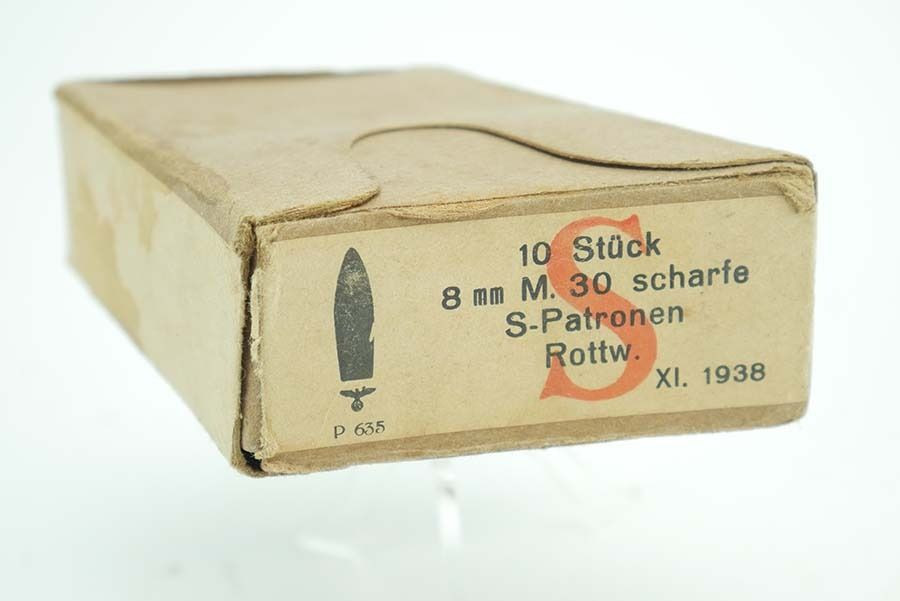 10 Stück
8 mm M. 30 scharfe
S-Patronen
Rottw.
XI. 1938
S
P 635